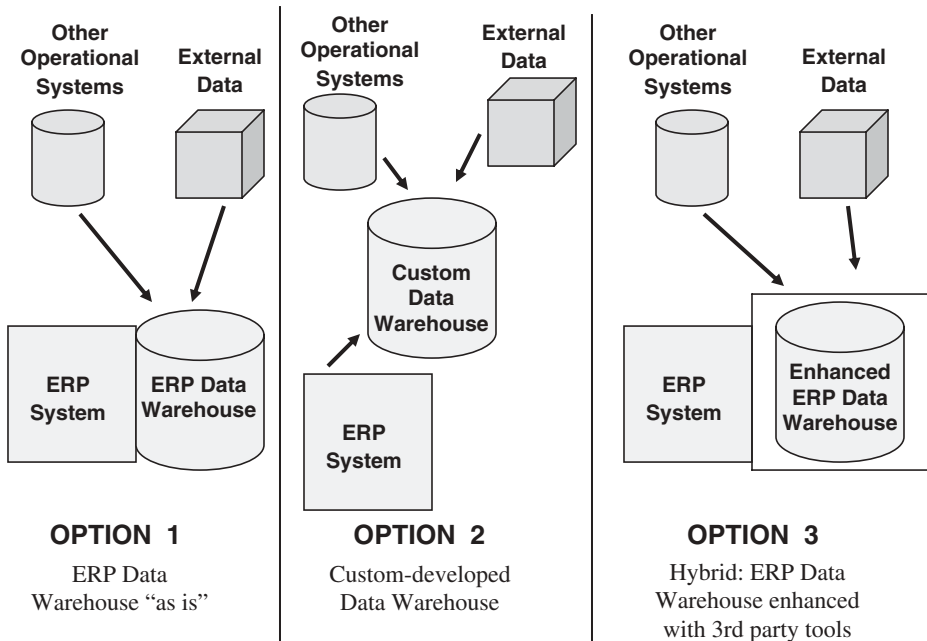 Other
Operational
Systems
External
Data
ERP
System
ERP Data
Warehouse
OPTION 1
ERP Data
Warehouse “as is”
Other
Operational
Systems
External
Data
Custom
Data
Warehouse
ERP
System
OPTION 2
Custom-developed
Data Warehouse
Other
Operational
Systems
External
Data
ERP
System
Enhanced
ERP Data
Warehouse
OPTION 3
Hybrid: ERP Data
Warehouse enhanced
with 3rd party tools